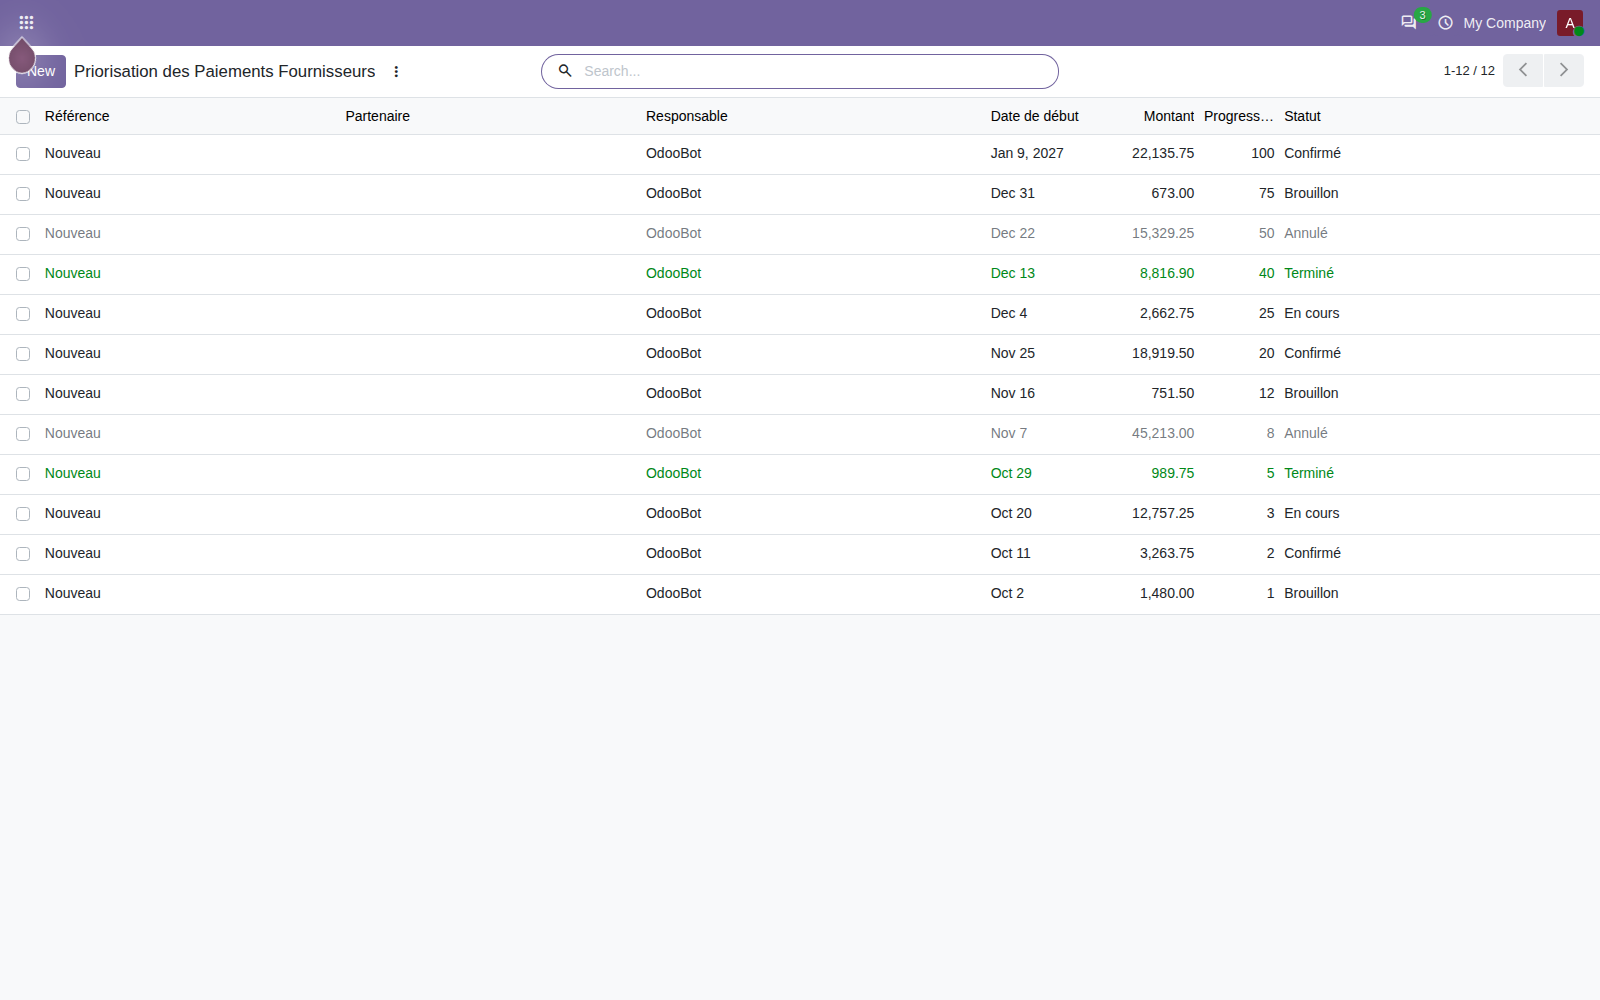 3 My Company A
New Priorisation des Paiements Fournisseurs Search... 1-12 / 12
Référence Partenaire Responsable Date de début Montant Progress… Statut
Nouveau OdooBot Jan 9, 2027 22,135.75 100 Confirmé
Nouveau OdooBot Dec 31 673.00 75 Brouillon
Nouveau OdooBot Dec 22 15,329.25 50 Annulé
Nouveau OdooBot Dec 13 8,816.90 40 Terminé
Nouveau OdooBot Dec 4 2,662.75 25 En cours
Nouveau OdooBot Nov 25 18,919.50 20 Confirmé
Nouveau OdooBot Nov 16 751.50 12 Brouillon
Nouveau OdooBot Nov 7 45,213.00 8 Annulé
Nouveau OdooBot Oct 29 989.75 5 Terminé
Nouveau OdooBot Oct 20 12,757.25 3 En cours
Nouveau OdooBot Oct 11 3,263.75 2 Confirmé
Nouveau OdooBot Oct 2 1,480.00 1 Brouillon